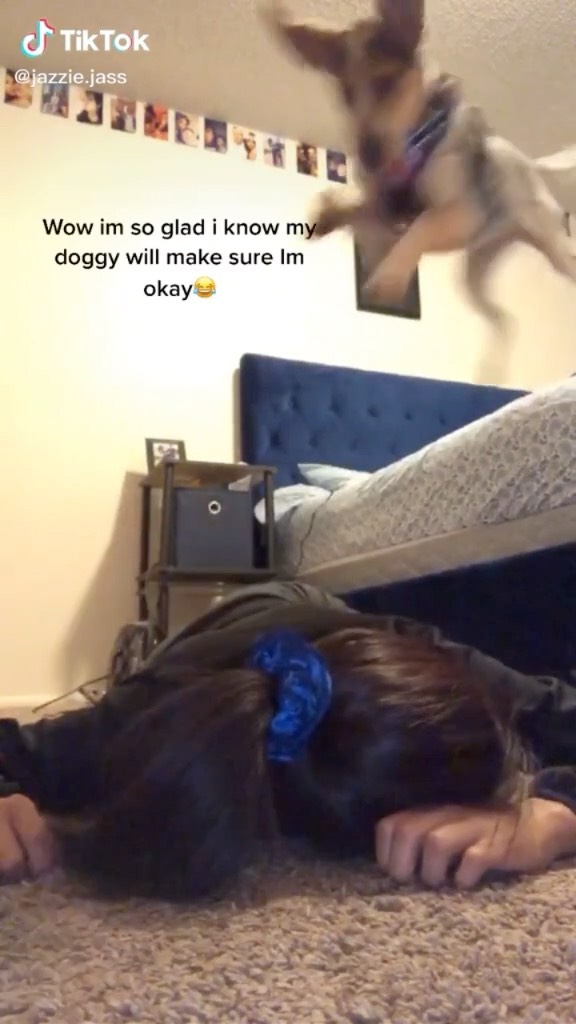 TikTok
@jazzie.jass
Wow im so glad i know my
doggy will make sure Im
okay😂